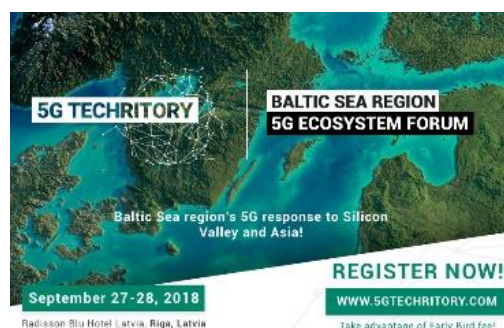 5G TECHRITORY
BALTIC SEA REGION
5G ECOSYSTEM FORUM
Baltic Sea region's 5G response to Silicon
Valley and Asia!
REGISTER NOW!
September 27-28, 2018
WWW.5GTECHRITORY.COM
Radisson Blu Hotel Latvia, Riga, Latvia
Take advantage of Early Bird fee!